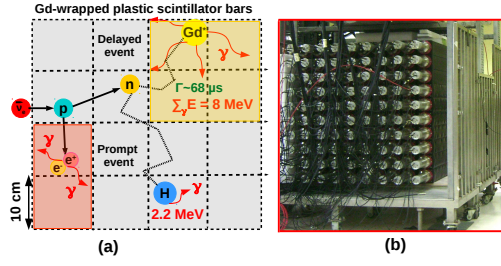 Gd-wrapped plastic scintillator bars
Delayed event
Gd
γ
n
Γ~68 μs
Σ_γE = 8 MeV
ν̄ₑ
p
γ
e⁺
e⁻
γ
Prompt event
H
γ
2.2 MeV
10 cm
(a)
(b)